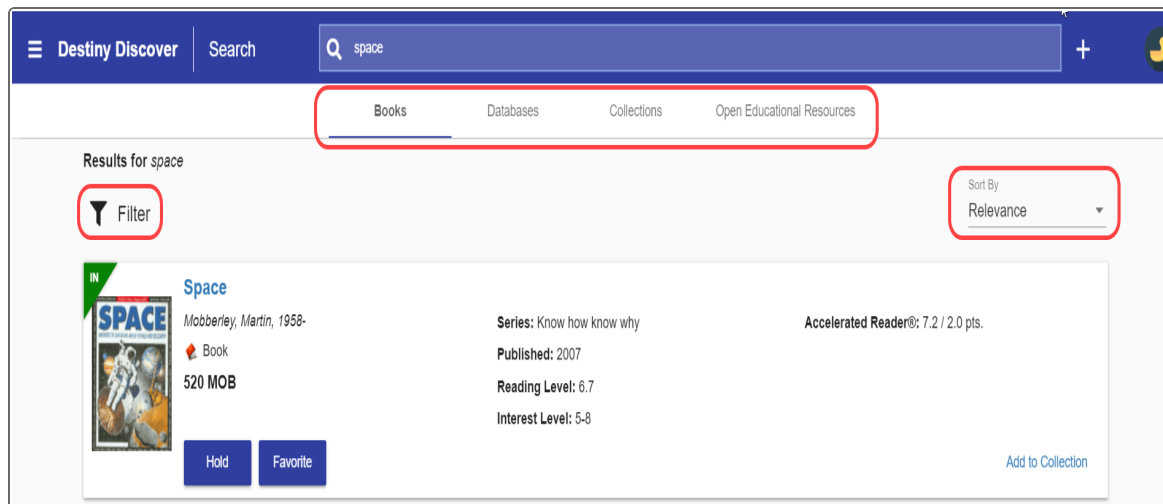 Destiny Discover Search space +
Books Databases Collections Open Educational Resources
Results for space
Filter
Sort By
Relevance
IN
SPACE
Space
Mobberley, Martin, 1958-
Book
520 MOB
Series: Know how know why
Published: 2007
Reading Level: 6.7
Interest Level: 5-8
Accelerated Reader®: 7.2 / 2.0 pts.
Hold Favorite
Add to Collection